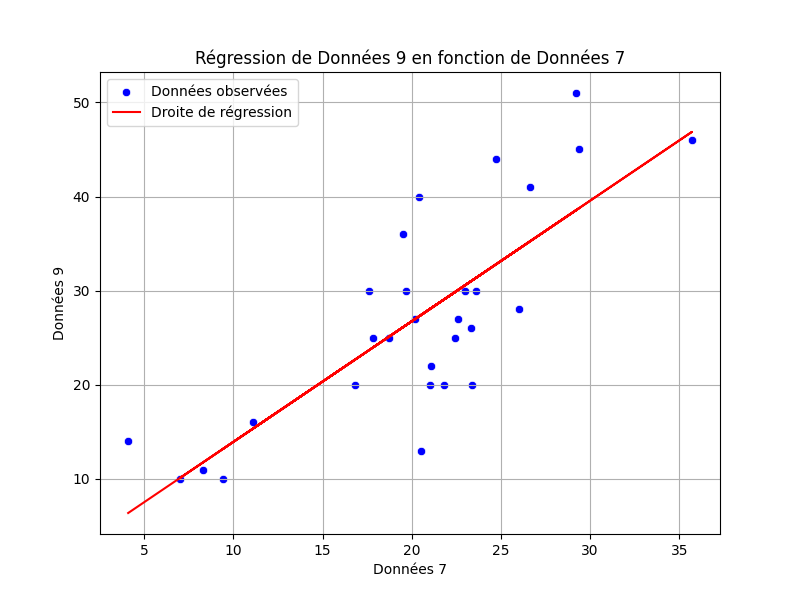 Régression de Données 9 en fonction de Données 7
Données observées
Droite de régression
50
40
30
20
10
Données 9
5 10 15 20 25 30 35
Données 7